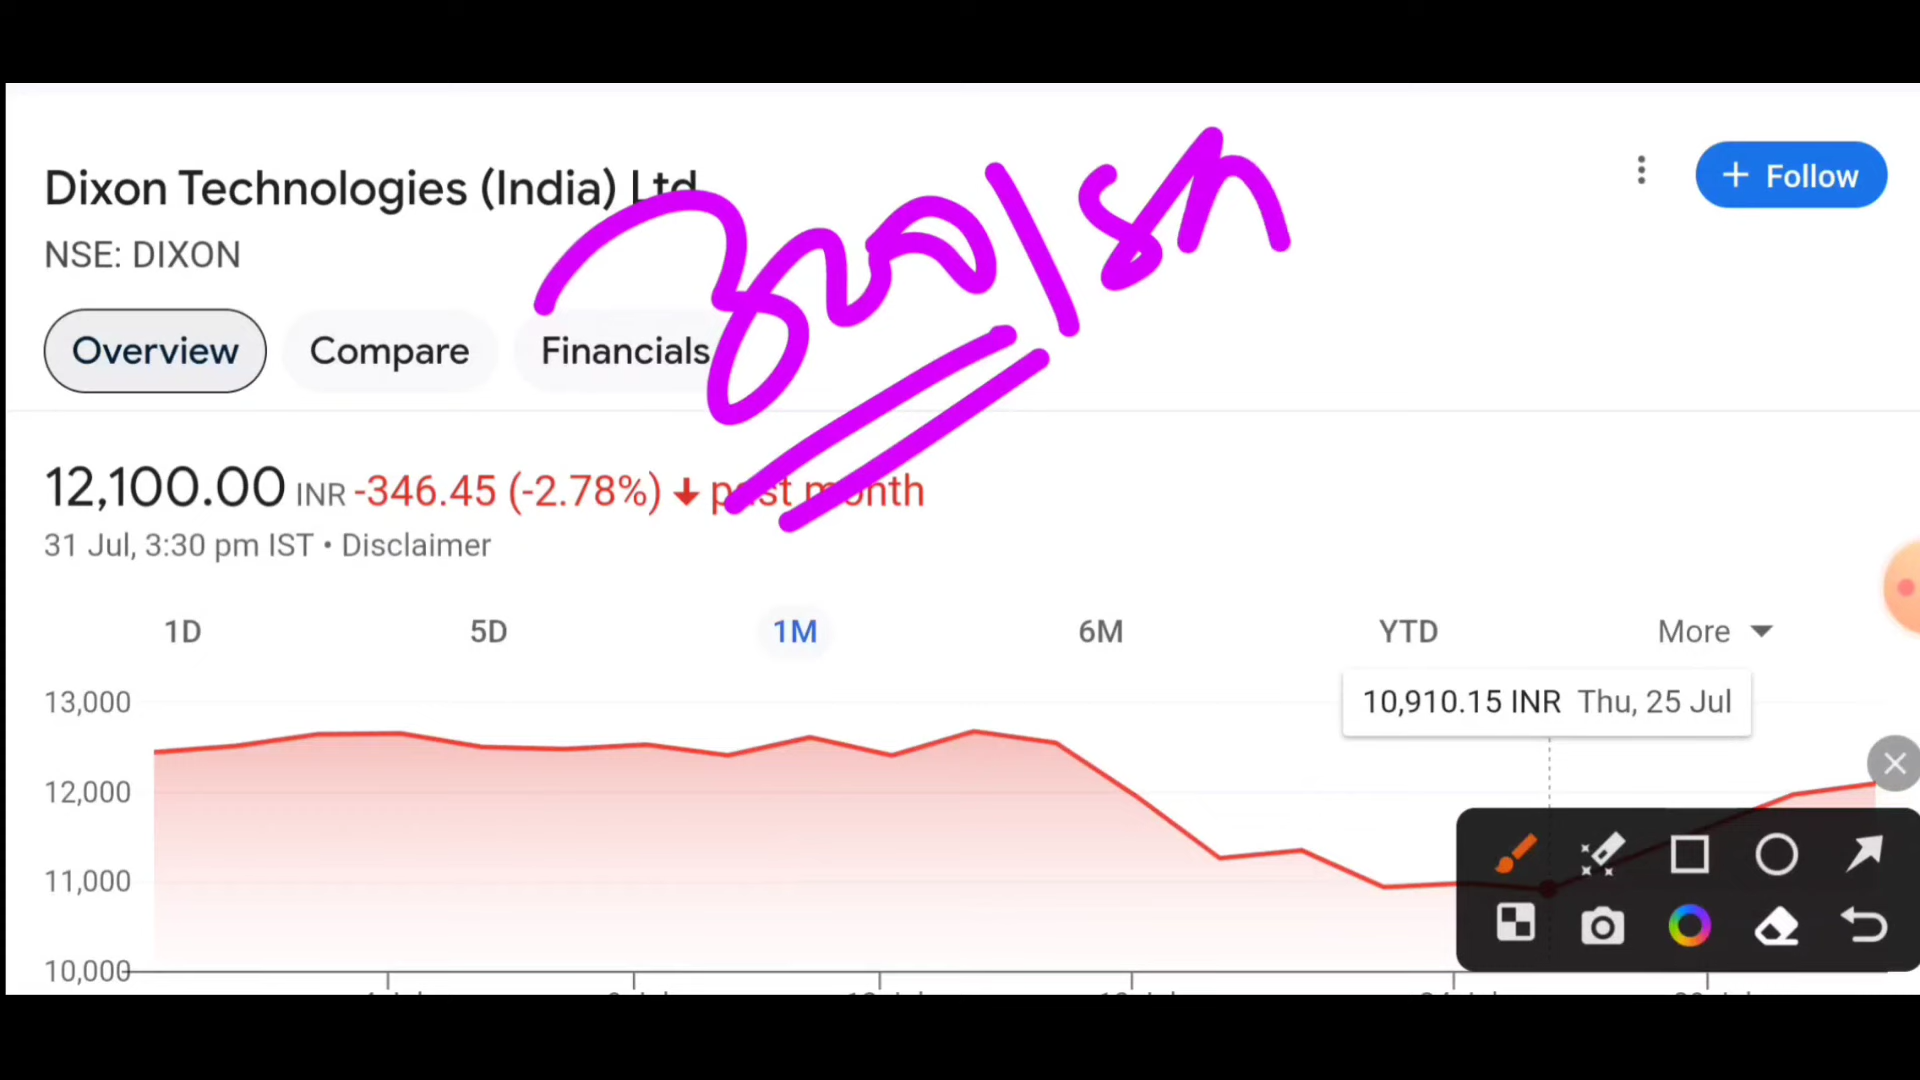 Dixon Technologies (India) Ltd
NSE: DIXON
+ Follow
Overview
Compare
Financials
12,100.00 INR -346.45 (-2.78%) past month
31 Jul, 3:30 pm IST • Disclaimer
1D 5D 1M 6M YTD More
10,910.15 INR Thu, 25 Jul
13,000
12,000
11,000
10,000